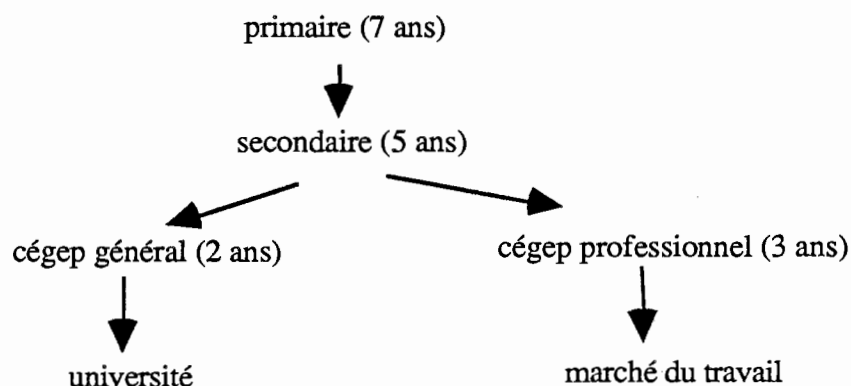 primaire (7 ans)
secondaire (5 ans)
cégep général (2 ans)
cégep professionnel (3 ans)
université
marché du travail